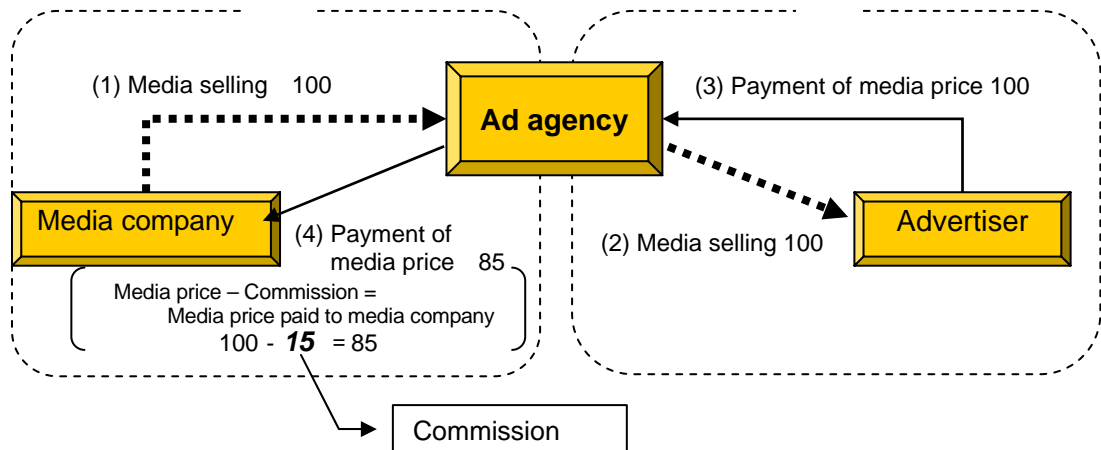 (1) Media selling 100
Ad agency
(3) Payment of media price 100
Media company
(4) Payment of
media price 85
(2) Media selling 100
Advertiser
Media price – Commission =
Media price paid to media company
100 - 15 = 85
Commission